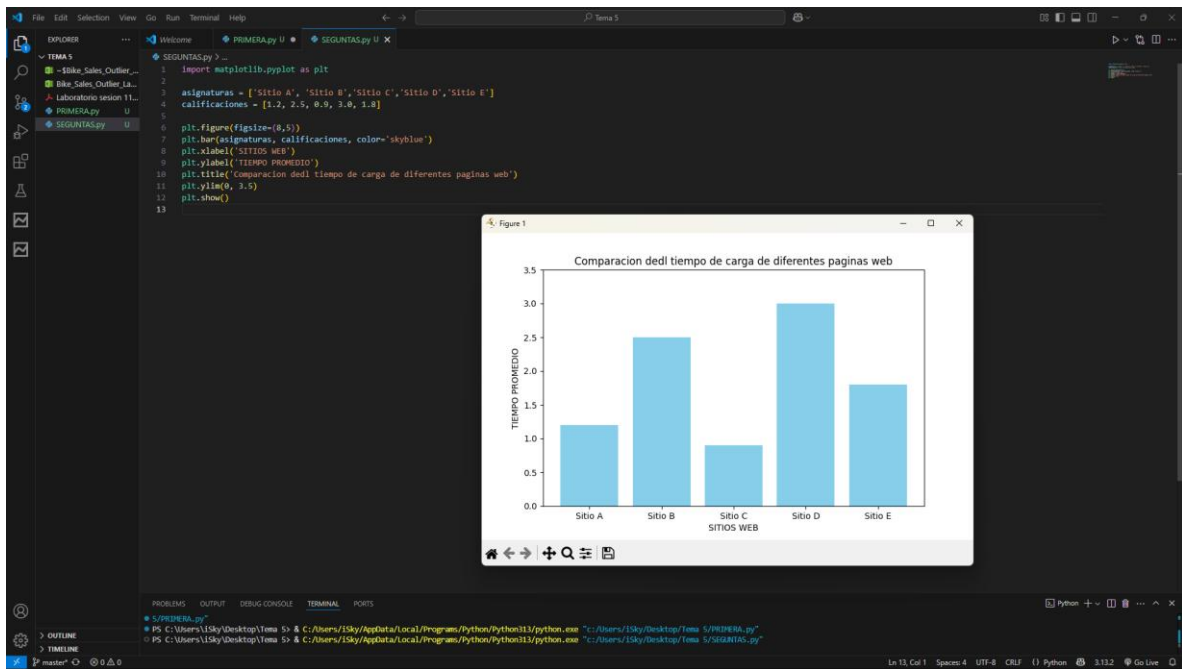 File Edit Selection View Go Run Terminal Help
Tema 5
EXPLORER
Welcome
PRIMERA.py U
SEGUNTAS.py U
TEMA 5
~$Bike_Sales_Outlier_...
Bike_Sales_Outlier_La...
Laboratorio sesion 11...
PRIMERA.py U
SEGUNTAS.py U
SEGUNTAS.py > ...
1 import matplotlib.pyplot as plt
2
3 asignaturas = ['Sitio A', 'Sitio B','Sitio C','Sitio D','Sitio E']
4 calificaciones = [1.2, 2.5, 0.9, 3.0, 1.8]
5
6 plt.figure(figsize=(8,5))
7 plt.bar(asignaturas, calificaciones, color='skyblue')
8 plt.xlabel('SITIOS WEB')
9 plt.ylabel('TIEMPO PROMEDIO')
10 plt.title('Comparacion dedl tiempo de carga de diferentes paginas web')
11 plt.ylim(0, 3.5)
12 plt.show()
13
Figure 1
Comparacion dedl tiempo de carga de diferentes paginas web
3.5
3.0
2.5
2.0
1.5
1.0
0.5
0.0
TIEMPO PROMEDIO
Sitio A Sitio B Sitio C Sitio D Sitio E
SITIOS WEB
PROBLEMS OUTPUT DEBUG CONSOLE TERMINAL PORTS
Python
5/PRIMERA.py"
PS C:\Users\iSky\Desktop\Tema 5> & C:/Users/iSky/AppData/Local/Programs/Python/Python313/python.exe "c:/Users/iSky/Desktop/Tema 5/PRIMERA.py"
PS C:\Users\iSky\Desktop\Tema 5> & C:/Users/iSky/AppData/Local/Programs/Python/Python313/python.exe "c:/Users/iSky/Desktop/Tema 5/SEGUNTAS.py"
OUTLINE
TIMELINE
master* 0 0 0
Ln 13, Col 1 Spaces: 4 UTF-8 CRLF {} Python 3.13.2 Go Live